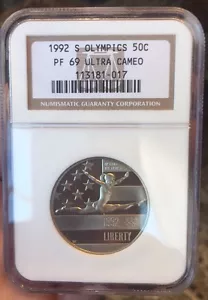 1992 S OLYMPICS 50C
PF 69 ULTRA CAMEO
113181-017
NUMISMATIC GUARANTY CORPORATION
LIBERTY